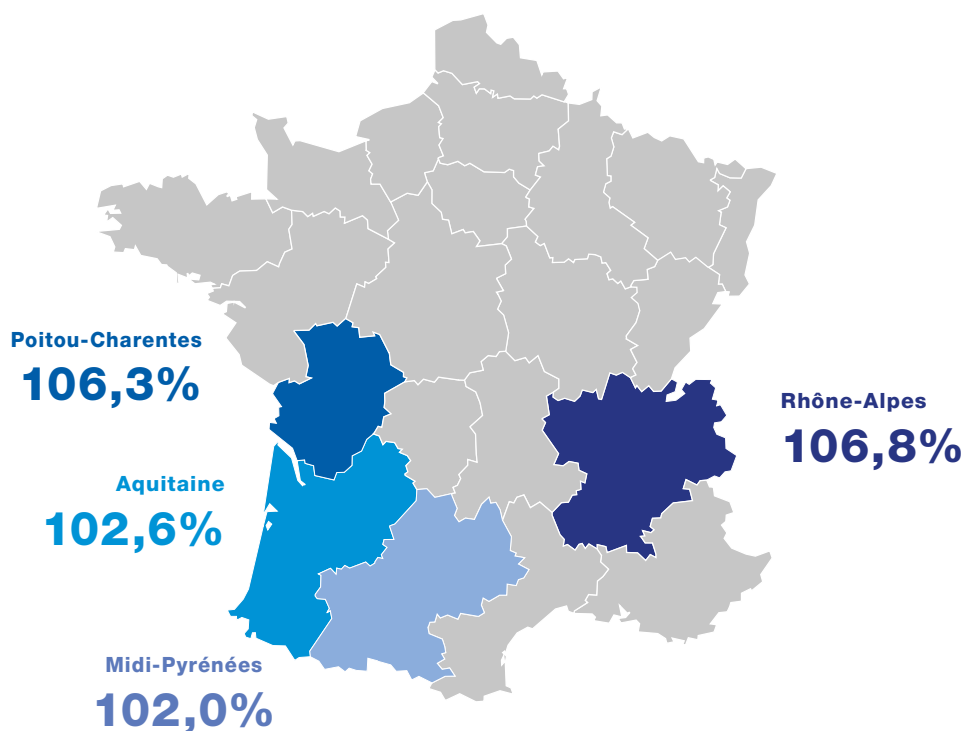 Poitou-Charentes
106,3%
Rhône-Alpes
106,8%
Aquitaine
102,6%
Midi-Pyrénées
102,0%